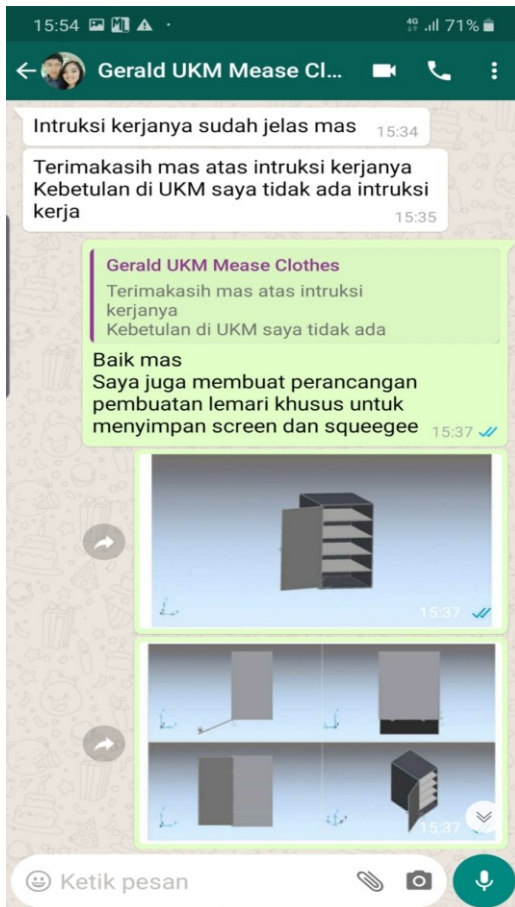 15:54
4G
71%
Gerald UKM Mease Cl...
Intruksi kerjanya sudah jelas mas 15:34
Terimakasih mas atas intruksi kerjanya
Kebetulan di UKM saya tidak ada intruksi
kerja
15:35
Gerald UKM Mease Clothes
Terimakasih mas atas intruksi
kerjanya
Kebetulan di UKM saya tidak ada
Baik mas
Saya juga membuat perancangan
pembuatan lemari khusus untuk
menyimpan screen dan squeegee 15:37
15:37
15:37
Ketik pesan